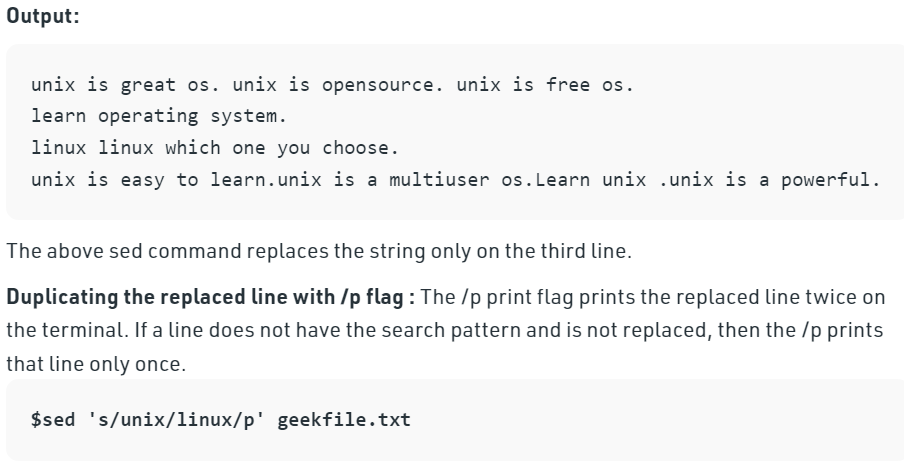 Output:
unix is great os. unix is opensource. unix is free os.
learn operating system.
linux linux which one you choose.
unix is easy to learn.unix is a multiuser os.Learn unix .unix is a powerful.
The above sed command replaces the string only on the third line.
Duplicating the replaced line with /p flag : The /p print flag prints the replaced line twice on
the terminal. If a line does not have the search pattern and is not replaced, then the /p prints
that line only once.
$sed 's/unix/linux/p' geekfile.txt